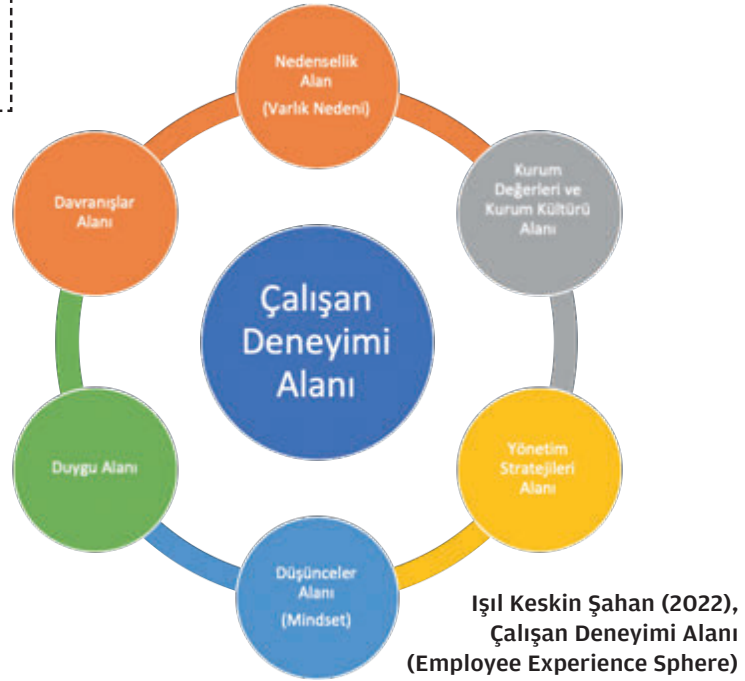 Nedensellik
Alan
(Varlık Nedeni)
Kurum
Değerleri ve
Kurum Kültürü
Alanı
Yönetim
Stratejileri
Alanı
Düşünceler
Alanı
(Mindset)
Duygu Alanı
Davranışlar
Alanı
Çalışan
Deneyimi
Alanı
Işıl Keskin Şahan (2022),
Çalışan Deneyimi Alanı
(Employee Experience Sphere)